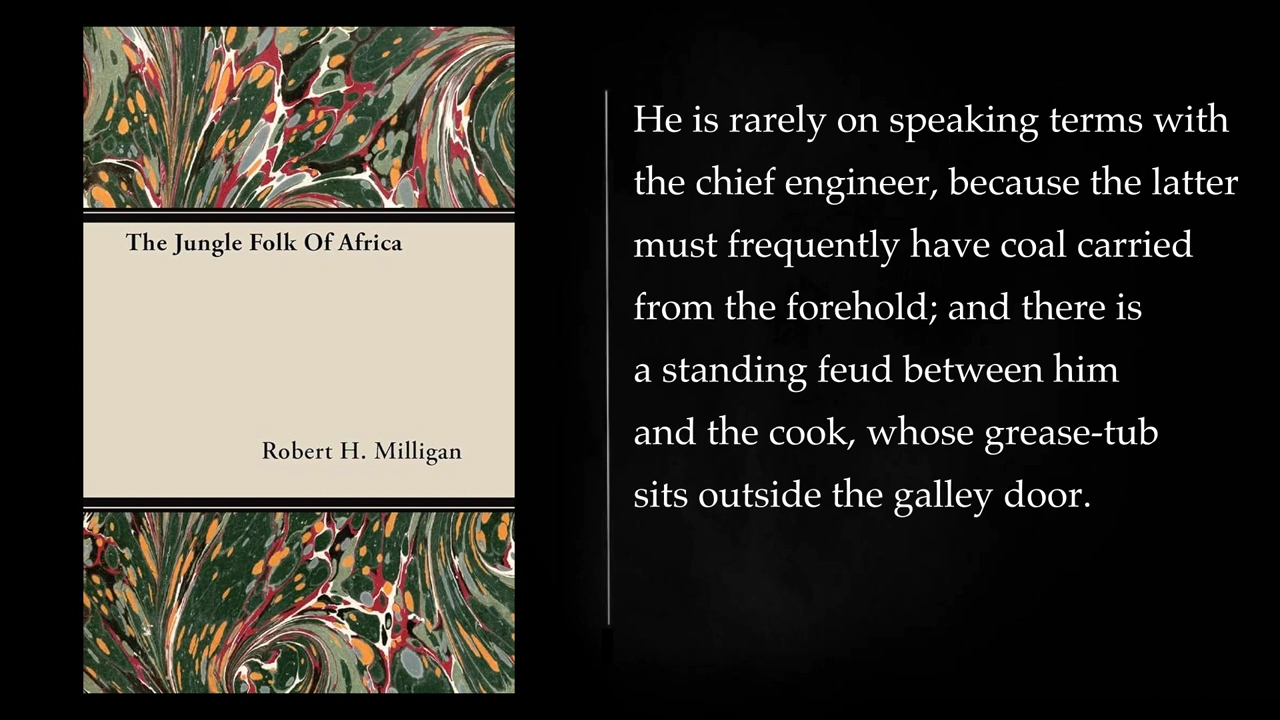 The Jungle Folk Of Africa
Robert H. Milligan
He is rarely on speaking terms with
the chief engineer, because the latter
must frequently have coal carried
from the forehold; and there is
a standing feud between him
and the cook, whose grease-tub
sits outside the galley door.